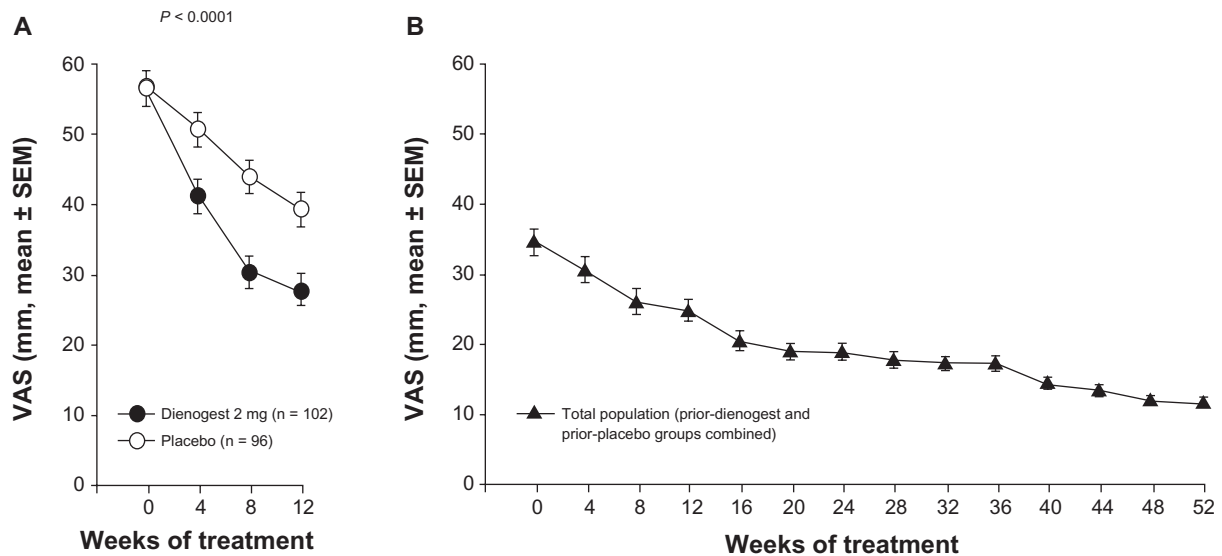 A
P < 0.0001
VAS (mm, mean ± SEM)
60
50
40
30
20
10
0
Dienogest 2 mg (n = 102)
Placebo (n = 96)
0 4 8 12
Weeks of treatment
B
VAS (mm, mean ± SEM)
60
50
40
30
20
10
0
Total population (prior-dienogest and
prior-placebo groups combined)
0 4 8 12 16 20 24 28 32 36 40 44 48 52
Weeks of treatment